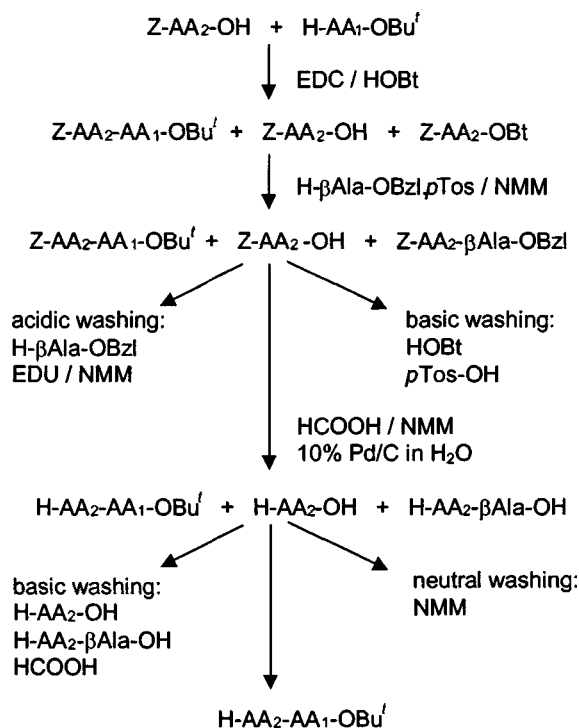 Z-AA₂-OH + H-AA₁-OBuᵗ
EDC / HOBt
Z-AA₂-AA₁-OBuᵗ + Z-AA₂-OH + Z-AA₂-OBt
H-βAla-OBzl.pTos / NMM
Z-AA₂-AA₁-OBuᵗ + Z-AA₂-OH + Z-AA₂-βAla-OBzl
acidic washing:
H-βAla-OBzl
EDU / NMM
basic washing:
HOBt
pTos-OH
HCOOH / NMM
10% Pd/C in H₂O
H-AA₂-AA₁-OBuᵗ + H-AA₂-OH + H-AA₂-βAla-OH
basic washing:
H-AA₂-OH
H-AA₂-βAla-OH
HCOOH
neutral washing:
NMM
H-AA₂-AA₁-OBuᵗ